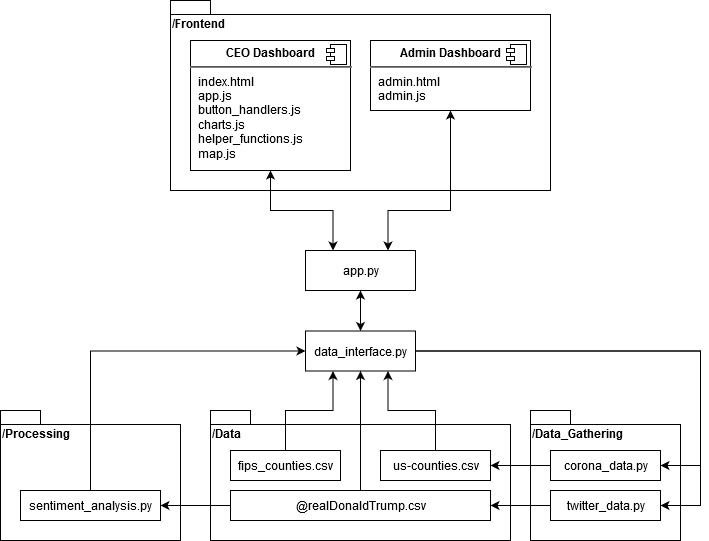 /Frontend
CEO Dashboard
index.html
app.js
button_handlers.js
charts.js
helper_functions.js
map.js
Admin Dashboard
admin.html
admin.js
app.py
data_interface.py
/Processing
sentiment_analysis.py
/Data
fips_counties.csv
us-counties.csv
@realDonaldTrump.csv
/Data_Gathering
corona_data.py
twitter_data.py